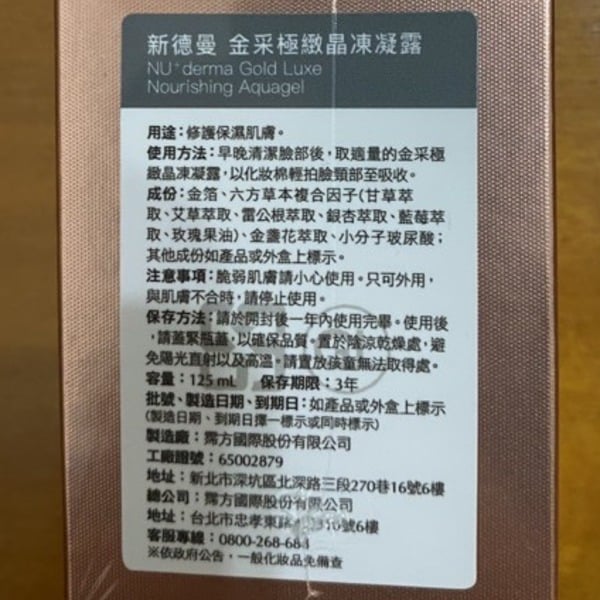 新德曼 金采極緻晶凍凝露
NU+derma Gold Luxe
Nourishing Aquagel
用途：修護保濕肌膚。
使用方法：早晚清潔臉部後，取適量的金采極
緻晶凍凝露，以化妝棉輕拍臉頸部至吸收。
成份：金箔、六方草本複合因子(甘草萃
取、艾草萃取、雷公根萃取、銀杏萃取、藍莓萃
取、玫瑰果油)、金盞花萃取、小分子玻尿酸；
其他成份如產品或外盒上標示。
注意事項：脆弱肌膚請小心使用。只可外用，
與肌膚不合時，請停止使用。
保存方法：請於開封後一年內使用完畢。使用後
，請蓋緊瓶蓋，以確保品質。置於陰涼乾燥處，避
免陽光直射以及高溫。請置放孩童無法取得處。
容量：125 mL 保存期限：3年
批號、製造日期、到期日：如產品或外盒上標示
(製造日期、到期日擇一標示或同時標示)
製造廠：霈方國際股份有限公司
工廠證號：65002879
地址：新北市深坑區北深路三段270巷16號6樓
總公司：霈方國際股份有限公司
地址：台北市忠孝東路 號6樓
客服專線：0800-268-688
※依政府公告，一般化妝品免備查